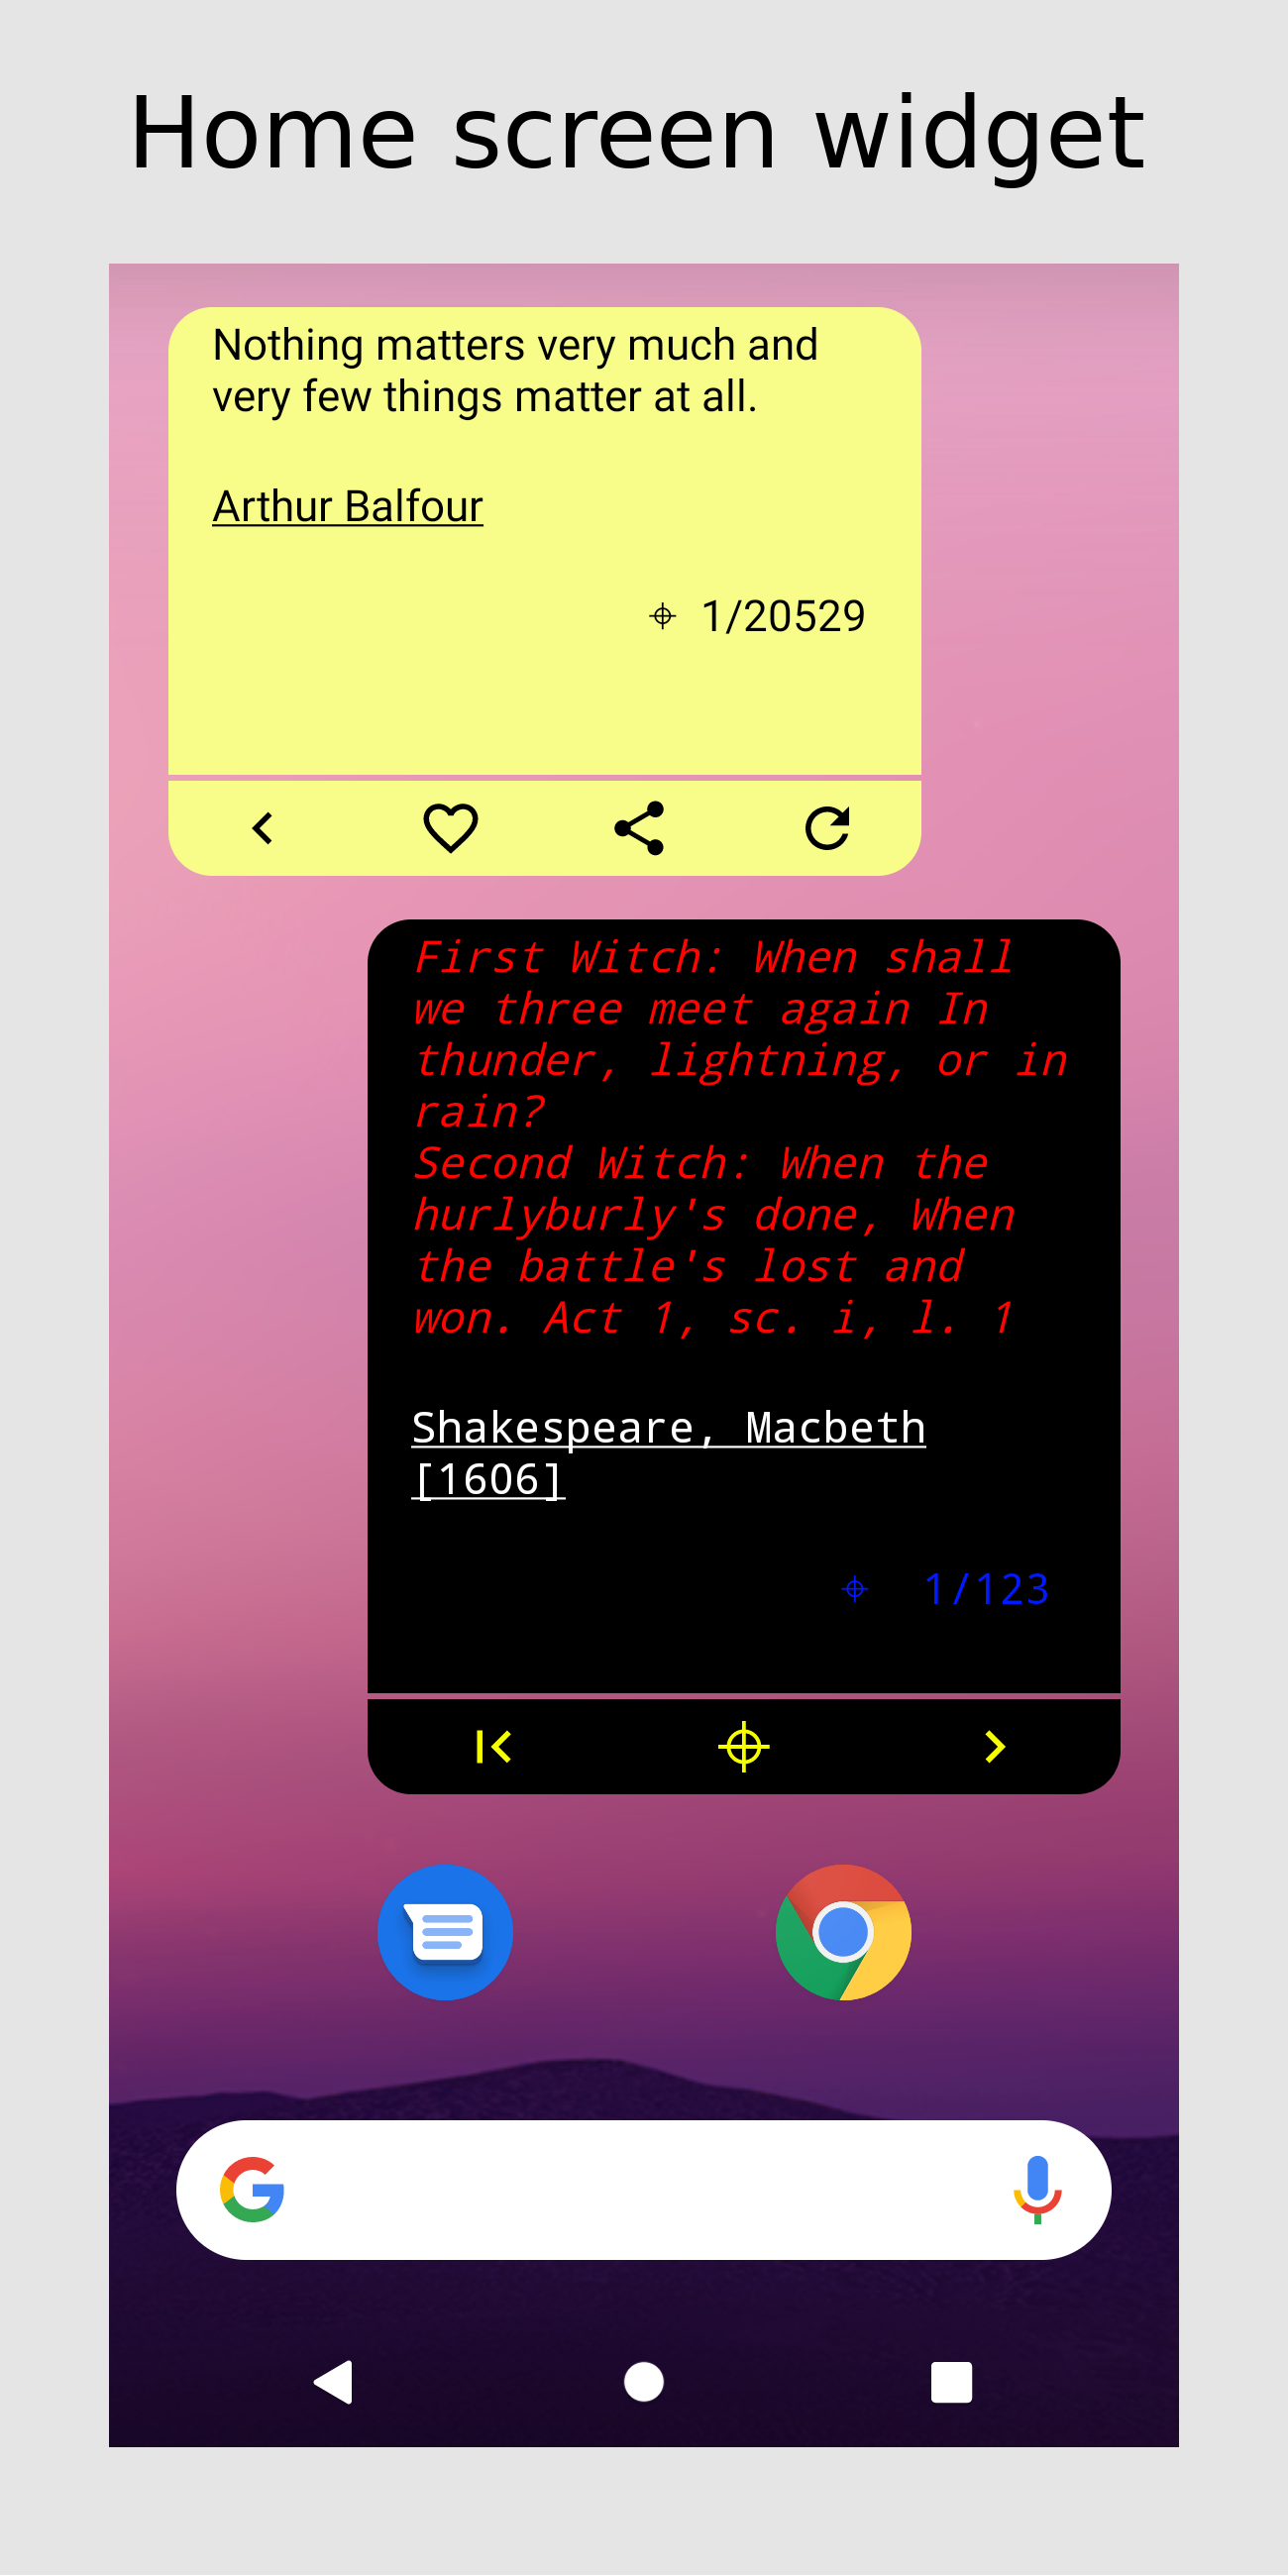 Home screen widget
Nothing matters very much and
very few things matter at all.
Arthur Balfour
1/20529
First Witch: When shall
we three meet again In
thunder, lightning, or in
rain?
Second Witch: When the
hurlyburly's done, When
the battle's lost and
won. Act 1, sc. i, l. 1
Shakespeare, Macbeth
[1606]
1/123